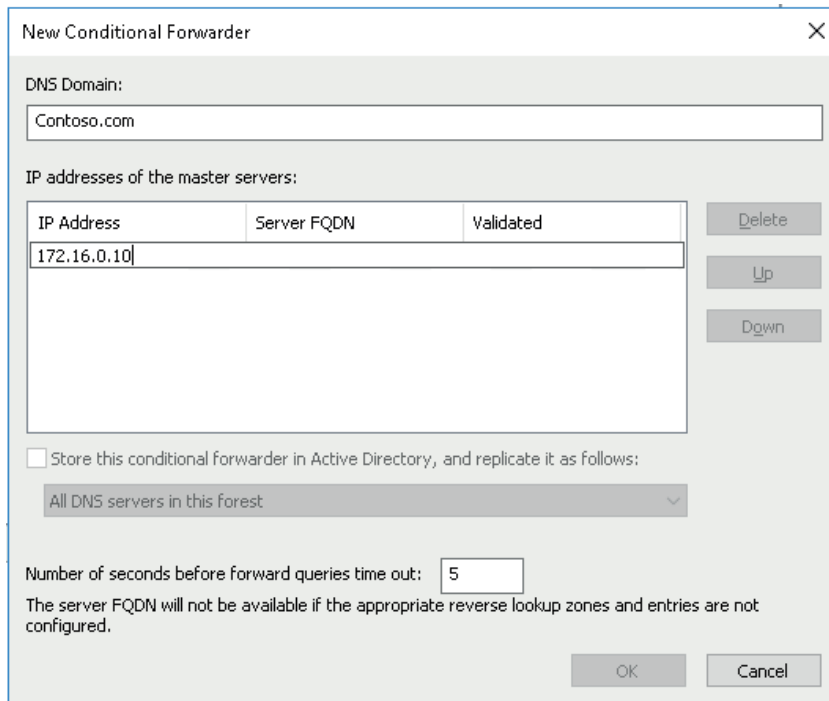 New Conditional Forwarder
DNS Domain:
Contoso.com
IP addresses of the master servers:
IP Address Server FQDN Validated
172.16.0.10
Delete
Up
Down
Store this conditional forwarder in Active Directory, and replicate it as follows:
All DNS servers in this forest
Number of seconds before forward queries time out: 5
The server FQDN will not be available if the appropriate reverse lookup zones and entries are not
configured.
OK Cancel